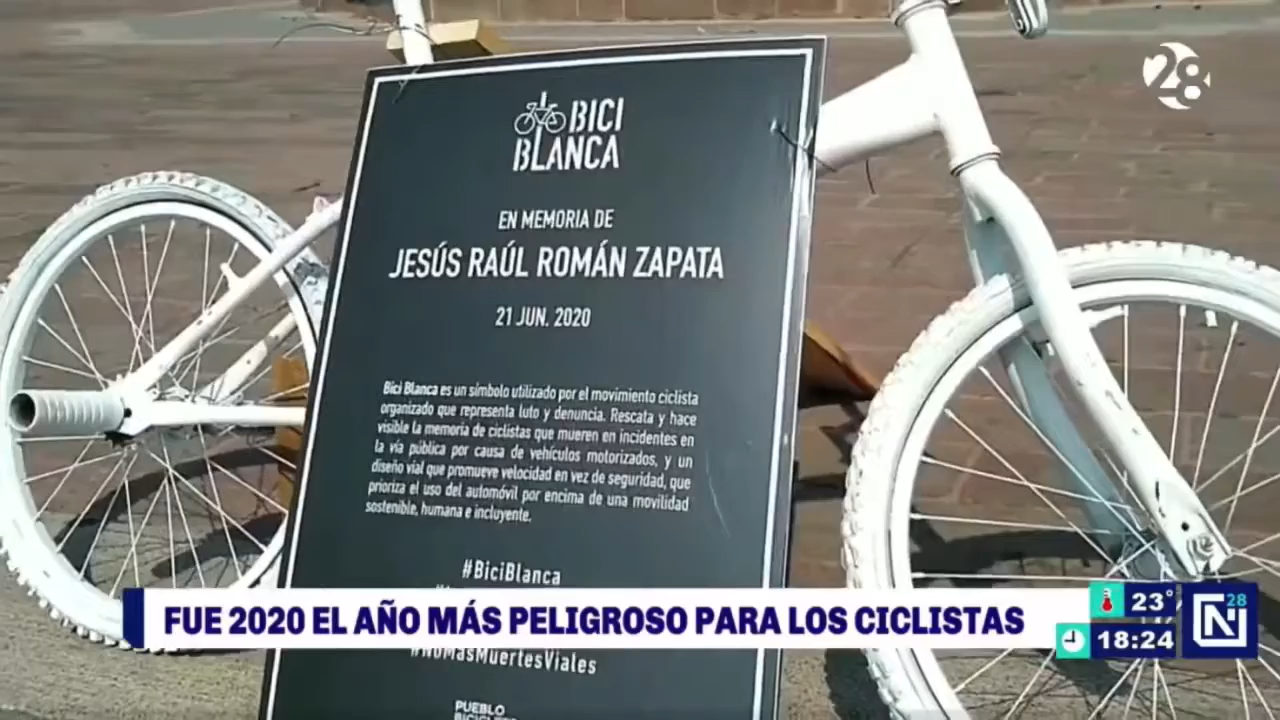 28
BICI
BLANCA
EN MEMORIA DE
JESÚS RAÚL ROMÁN ZAPATA
21 JUN. 2020
Bici Blanca es un símbolo utilizado por el movimiento ciclista
organizado que representa luto y denuncia. Rescata y hace
visible la memoria de ciclistas que mueren en incidentes en
la vía pública por causa de vehículos motorizados, y un
diseño vial que promueve velocidad en vez de seguridad, que
prioriza el uso del automóvil por encima de una movilidad
sostenible, humana e incluyente.
#BiciBlanca
FUE 2020 EL AÑO MÁS PELIGROSO PARA LOS CICLISTAS
23°
18:24
N 28
#NoMásMuertesViales
PUEBLO